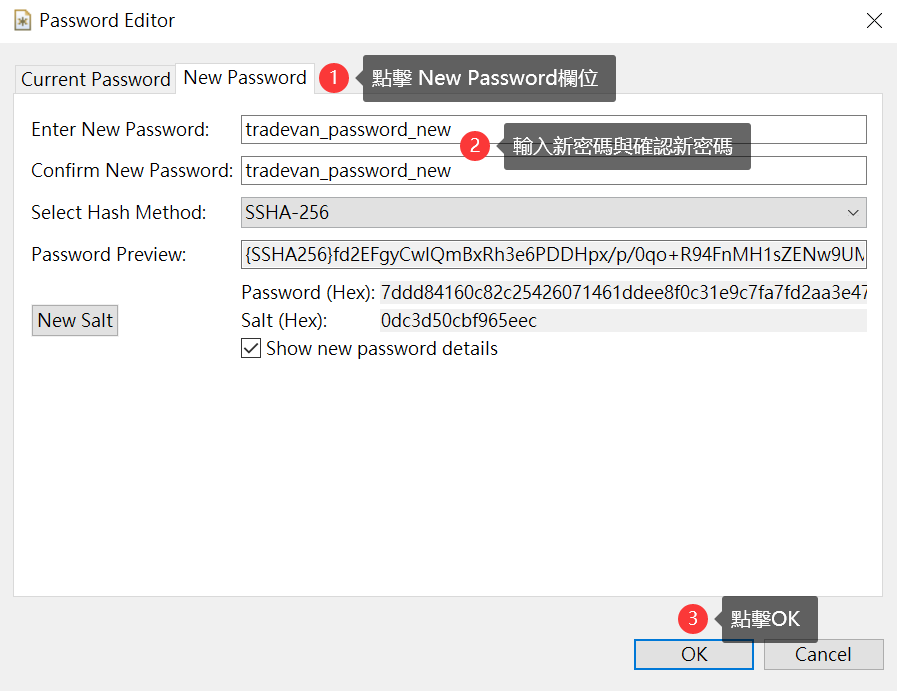 Password Editor
Current Password New Password 1 點擊 New Password欄位
Enter New Password: tradevan_password_new
2 輸入新密碼與確認新密碼
Confirm New Password: tradevan_password_new
Select Hash Method: SSHA-256
Password Preview: {SSHA256}fd2EFgyCwlQmBxRh3e6PDDHpx/p/0qo+R94FnMH1sZENw9UM
Password (Hex): 7ddd84160c82c25426071461ddee8f0c31e9c7fa7fd2aa3e47
New Salt Salt (Hex): 0dc3d50cbf965eec
Show new password details
3 點擊OK
OK Cancel